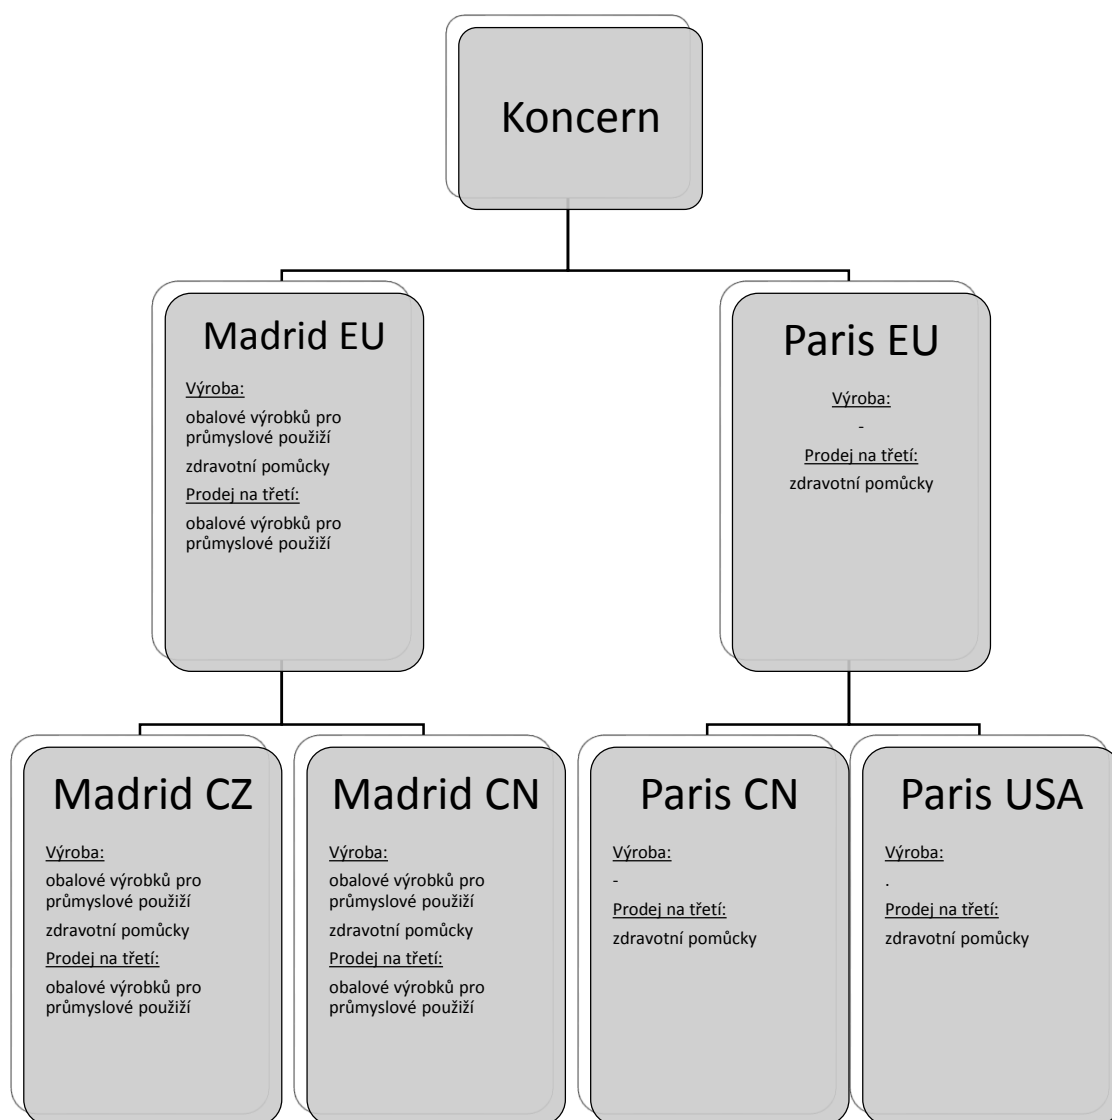 Koncern
Madrid EU
Výroba:
obalové výrobků pro
průmyslové použiží
zdravotní pomůcky
Prodej na třetí:
obalové výrobků pro
průmyslové použiží
Paris EU
Výroba:
-
Prodej na třetí:
zdravotní pomůcky
Madrid CZ
Výroba:
obalové výrobků pro
průmyslové použiží
zdravotní pomůcky
Prodej na třetí:
obalové výrobků pro
průmyslové použiží
Madrid CN
Výroba:
obalové výrobků pro
průmyslové použiží
zdravotní pomůcky
Prodej na třetí:
obalové výrobků pro
průmyslové použiží
Paris CN
Výroba:
-
Prodej na třetí:
zdravotní pomůcky
Paris USA
Výroba:
.
Prodej na třetí:
zdravotní pomůcky